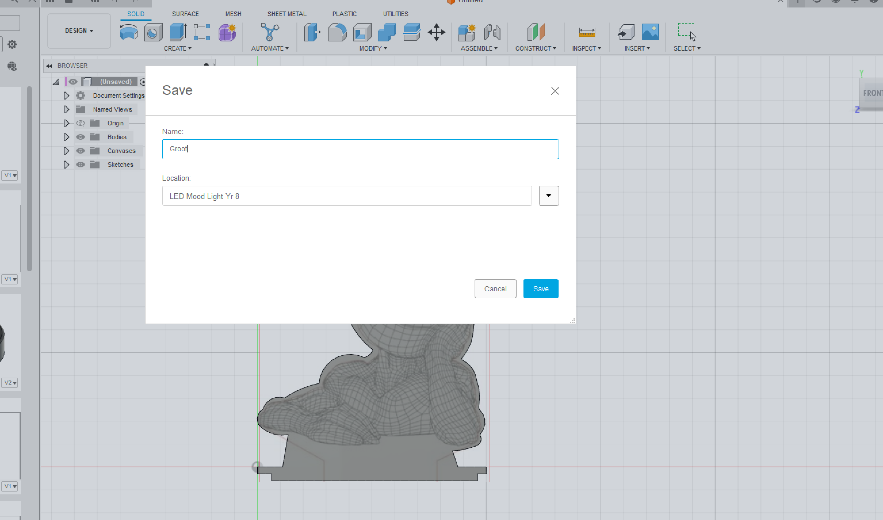 Untitled
SOLID SURFACE MESH SHEET METAL PLASTIC UTILITIES
DESIGN
CREATE AUTOMATE MODIFY ASSEMBLE CONSTRUCT INSPECT INSERT SELECT
BROWSER
(Unsaved)
Document Settings
Named Views
Origin
Bodies
Canvases
Sketches
Save
Name:
Groot
Location:
LED Mood Light Yr 8
Cancel Save
V1
V1
V2
V1
FRONT
Z